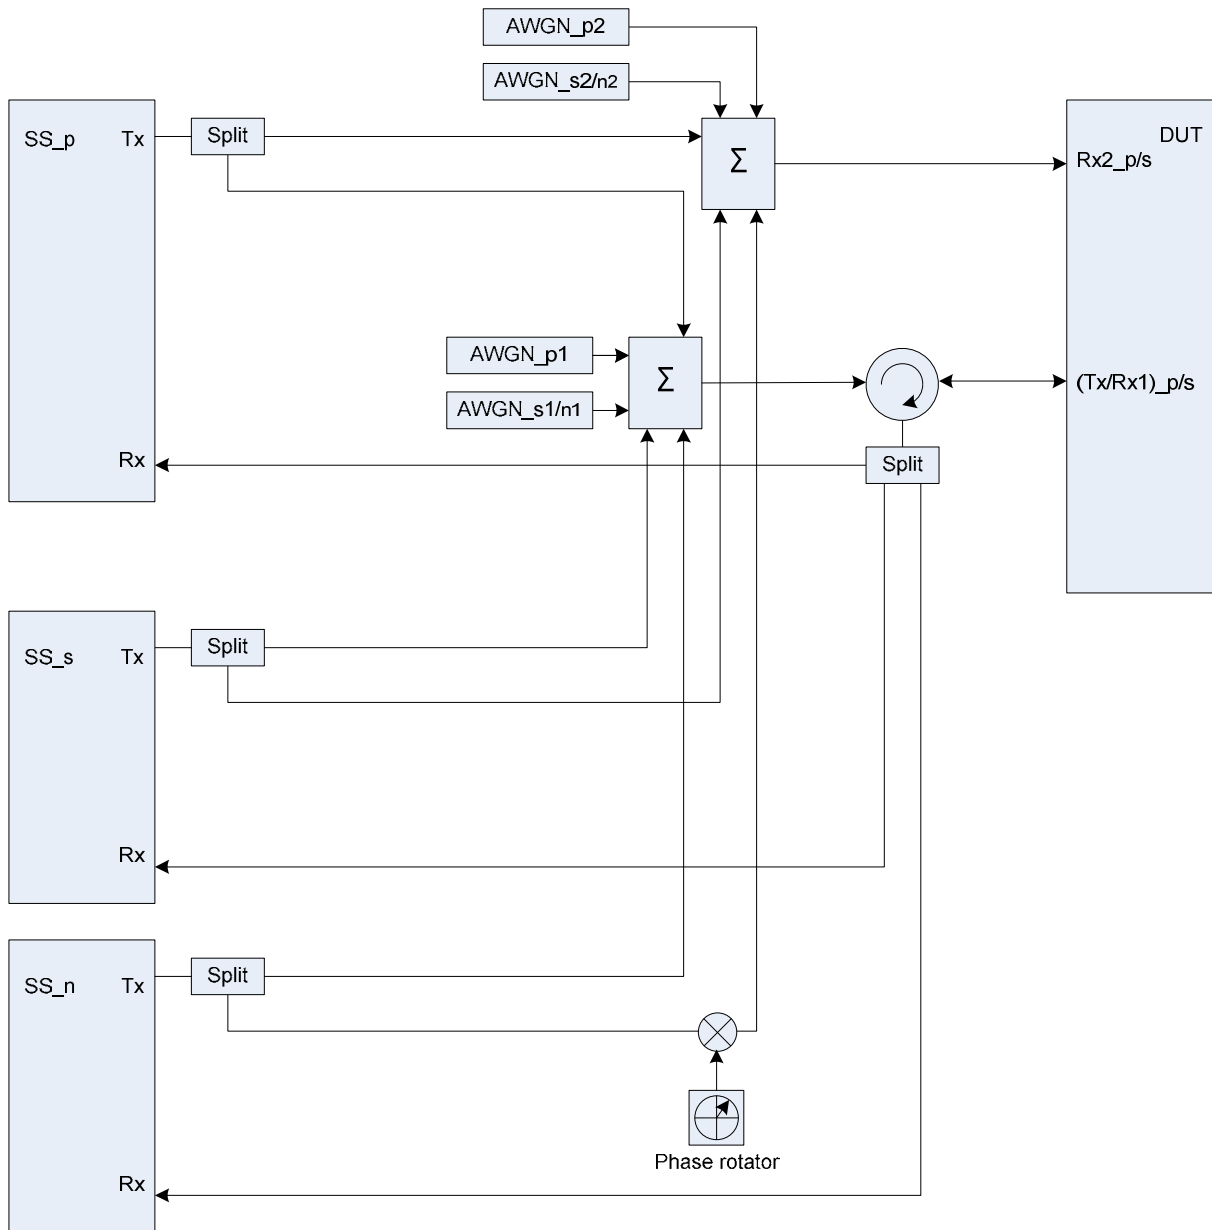 AWGN_p2
AWGN_s2/n2
SS_p
Tx
Split
Σ
DUT
Rx2_p/s
AWGN_p1
AWGN_s1/n1
Σ
(Tx/Rx1)_p/s
Rx
Split
SS_s
Tx
Split
Rx
SS_n
Tx
Split
Phase rotator
Rx